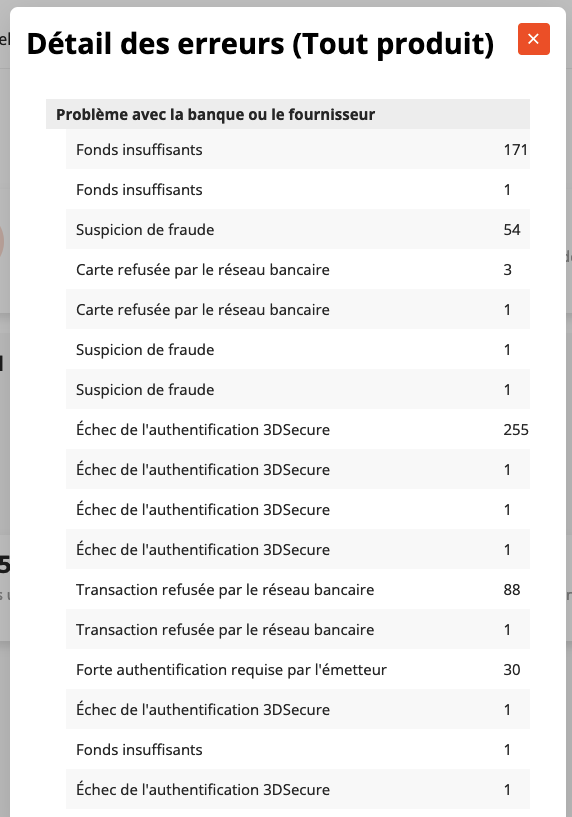 Détail des erreurs (Tout produit)
Problème avec la banque ou le fournisseur
Fonds insuffisants 171
Fonds insuffisants 1
Suspicion de fraude 54
Carte refusée par le réseau bancaire 3
Carte refusée par le réseau bancaire 1
Suspicion de fraude 1
Suspicion de fraude 1
Échec de l'authentification 3DSecure 255
Échec de l'authentification 3DSecure 1
Échec de l'authentification 3DSecure 1
Échec de l'authentification 3DSecure 1
Transaction refusée par le réseau bancaire 88
Transaction refusée par le réseau bancaire 1
Forte authentification requise par l'émetteur 30
Échec de l'authentification 3DSecure 1
Fonds insuffisants 1
Échec de l'authentification 3DSecure 1